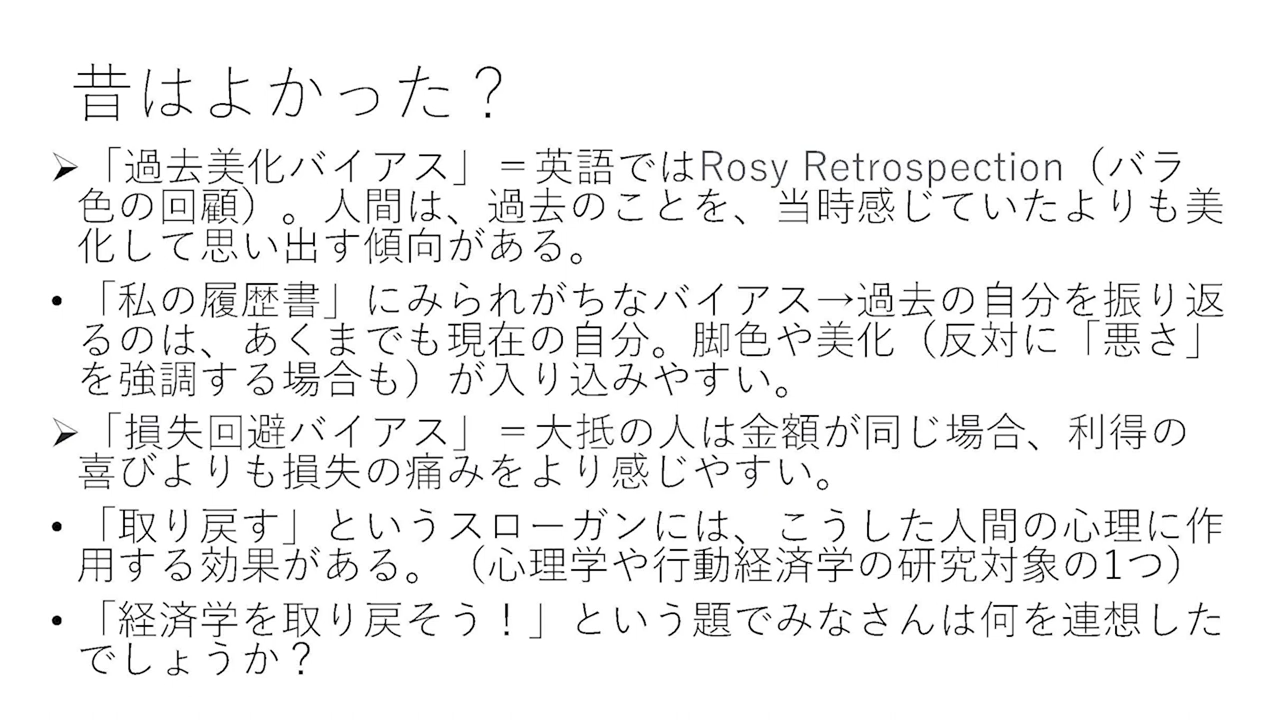 昔はよかった？
➢「過去美化バイアス」＝英語ではRosy Retrospection（バラ
色の回顧）。人間は、過去のことを、当時感じていたよりも美
化して思い出す傾向がある。
•「私の履歴書」にみられがちなバイアス→過去の自分を振り返
るのは、あくまでも現在の自分。脚色や美化（反対に「悪さ」
を強調する場合も）が入り込みやすい。
➢「損失回避バイアス」＝大抵の人は金額が同じ場合、利得の
喜びよりも損失の痛みをより感じやすい。
•「取り戻す」というスローガンには、こうした人間の心理に作
用する効果がある。（心理学や行動経済学の研究対象の1つ）
•「経済学を取り戻そう！」という題でみなさんは何を連想した
でしょうか？